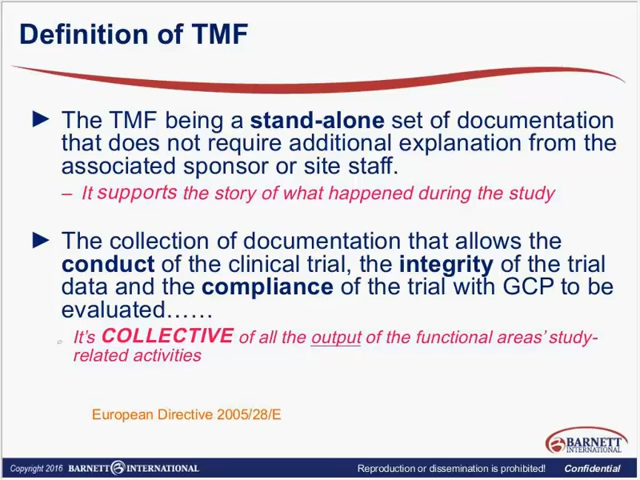 Definition of TMF
► The TMF being a stand-alone set of documentation
that does not require additional explanation from the
associated sponsor or site staff.
– It supports the story of what happened during the study
► The collection of documentation that allows the
conduct of the clinical trial, the integrity of the trial
data and the compliance of the trial with GCP to be
evaluated……
It's COLLECTIVE of all the output of the functional areas' study-
related activities
European Directive 2005/28/E
BARNETT
INTERNATIONAL
Copyright 2016 BARNETT INTERNATIONAL Reproduction or dissemination is prohibited! Confidential